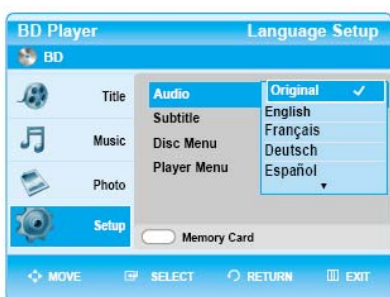 BD Player Language Setup
BD
Title
Music
Photo
Setup
Audio
Subtitle
Disc Menu
Player Menu
Original
English
Français
Deutsch
Español
Memory Card
MOVE SELECT RETURN EXIT